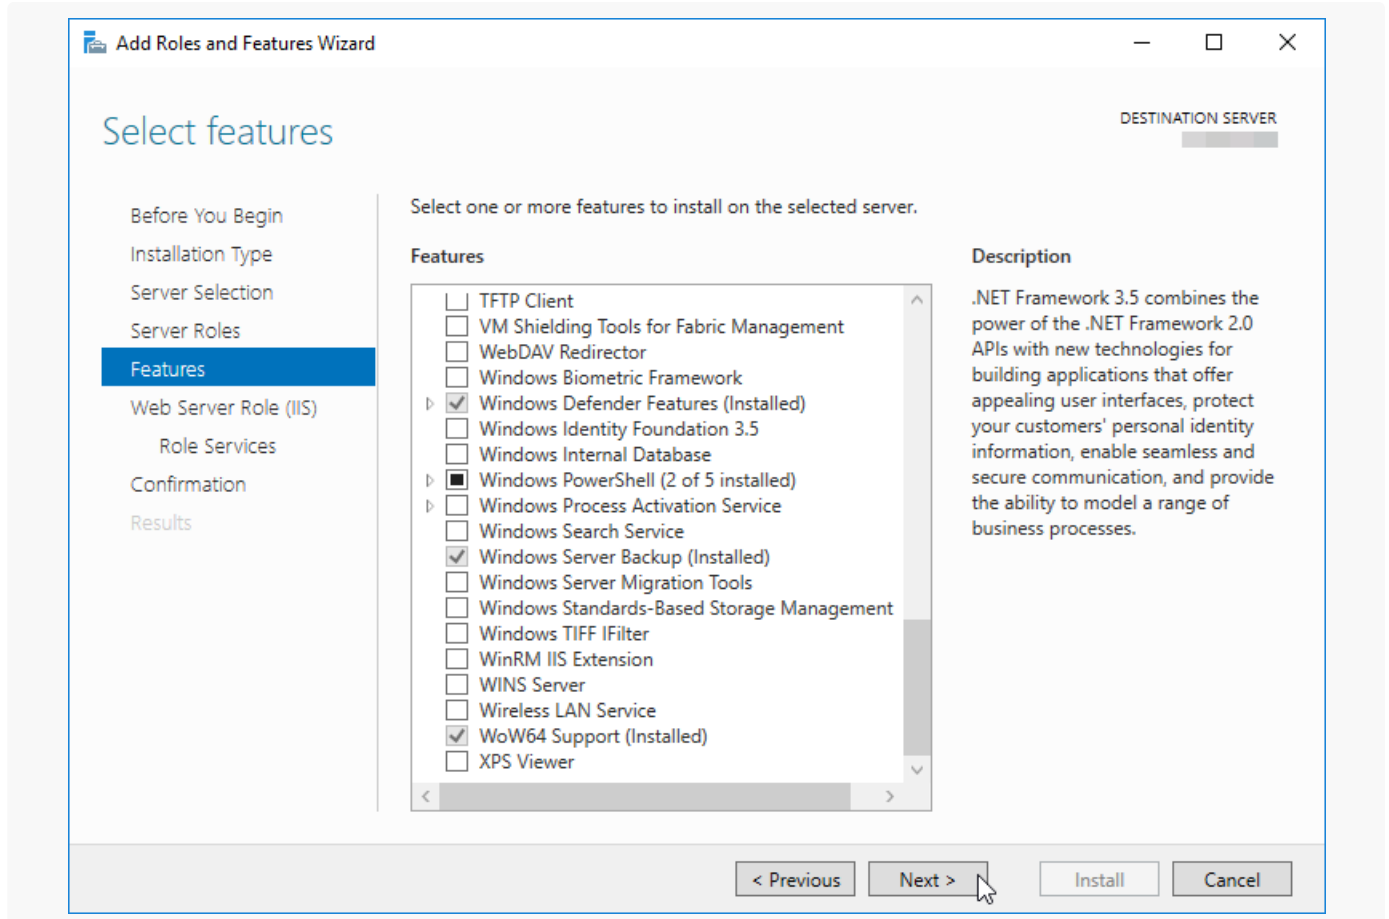 Add Roles and Features Wizard
Select features
DESTINATION SERVER
Before You Begin
Installation Type
Server Selection
Server Roles
Features
Web Server Role (IIS)
Role Services
Confirmation
Results
Select one or more features to install on the selected server.
Features
TFTP Client
VM Shielding Tools for Fabric Management
WebDAV Redirector
Windows Biometric Framework
Windows Defender Features (Installed)
Windows Identity Foundation 3.5
Windows Internal Database
Windows PowerShell (2 of 5 installed)
Windows Process Activation Service
Windows Search Service
Windows Server Backup (Installed)
Windows Server Migration Tools
Windows Standards-Based Storage Management
Windows TIFF IFilter
WinRM IIS Extension
WINS Server
Wireless LAN Service
WoW64 Support (Installed)
XPS Viewer
Description
.NET Framework 3.5 combines the
power of the .NET Framework 2.0
APIs with new technologies for
building applications that offer
appealing user interfaces, protect
your customers' personal identity
information, enable seamless and
secure communication, and provide
the ability to model a range of
business processes.
< Previous
Next >
Install
Cancel